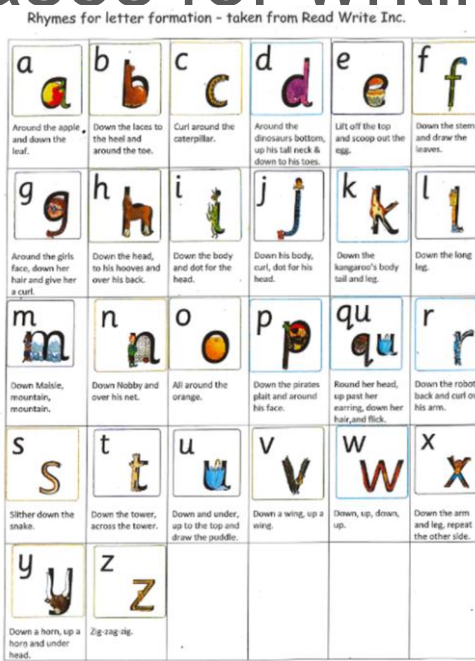 Rhymes for letter formation – taken from Read Write Inc.
a
Around the apple,
and down the
leaf.
b
Down the laces to
the heel and
around the toe.
c
Curl around the
caterpillar.
d
Around the
dinosaurs bottom,
up his tall neck &
down to his toes.
e
Lift off the top
and scoop out the
egg.
f
Down the stem
and draw the
leaves.
g
Around the girls
face, down her
hair and give her
a curl.
h
Down the head,
to his hooves and
over his back.
i
Down the body
and dot for the
head.
j
Down his body,
curl, dot for his
head.
k
Down the
kangaroo's body
tail and leg.
l
Down the long
leg.
m
Down Maisie,
mountain,
mountain.
n
Down Nobby and
over his net.
o
All around the
orange.
p
Down the pirates
plait and around
his face.
qu
Round her head,
up past her
earring, down her
hair,and flick.
r
Down the robot
back and curl
his arm.
s
Slither down the
snake.
t
Down the tower,
across the tower.
u
Down and under,
up to the top and
draw the puddle.
v
Down a wing, up a
wing.
w
Down, up, down,
up.
x
Down the arm
and leg, repeat
the other side.
y
Down a horn, up a
horn and under
head.
z
Zig-zag-zig.